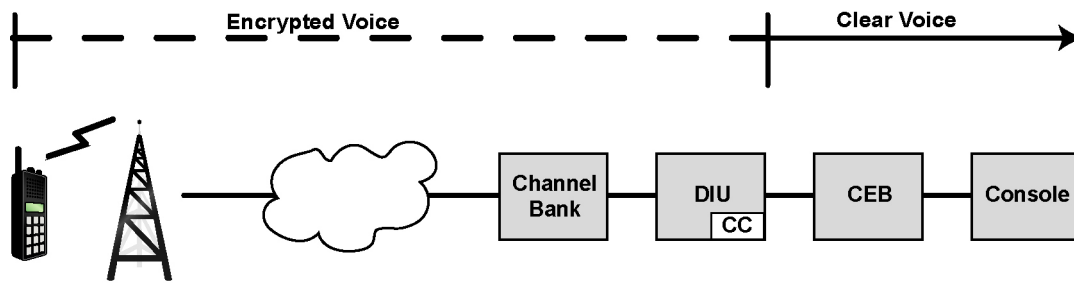 Encrypted Voice
Clear Voice
Channel
Bank
DIU
CC
CEB
Console